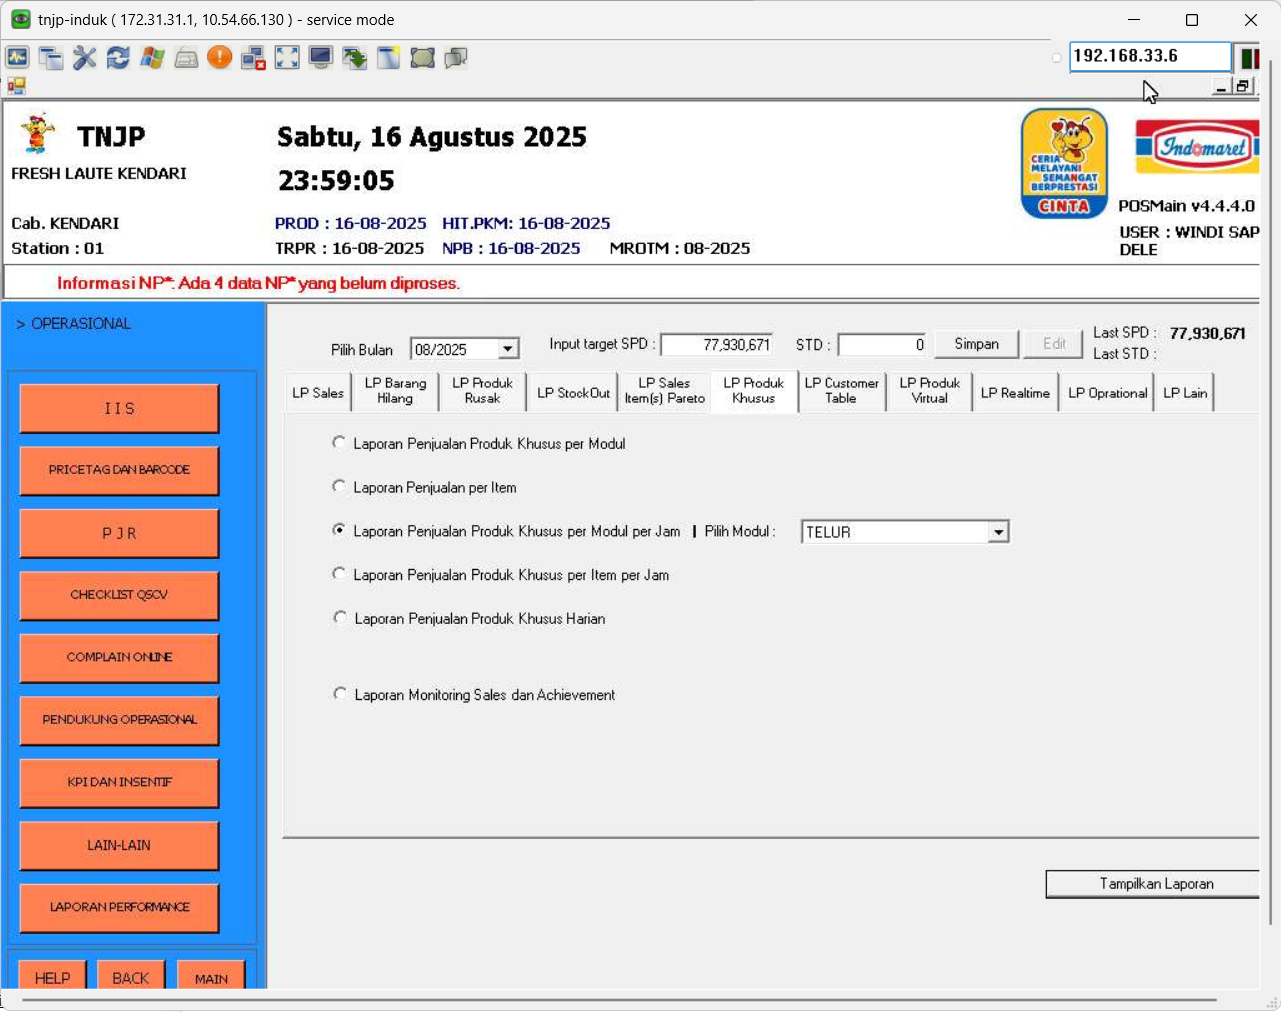 tnjp-induk ( 172.31.31.1, 10.54.66.130 ) - service mode
192.168.33.6
TNJP
Sabtu, 16 Agustus 2025
FRESH LAUTE KENDARI
23:59:05
CERIA
MELAYANI
SEMANGAT
BERPRESTASI
CINTA
Indomaret
POSMain v4.4.4.0
Cab. KENDARI
PROD : 16-08-2025 HIT.PKM: 16-08-2025
USER : WINDI SAP
DELE
Station : 01
TRPR : 16-08-2025 NPB : 16-08-2025 MROTM : 08-2025
Informasi NP*: Ada 4 data NP* yang belum diproses.
> OPERASIONAL
IIS
PRICETAG DAN BARCODE
PJR
CHECKLIST QSCV
COMPLAIN ONLINE
PENDUKUNG OPERASIONAL
KPI DAN INSENTIF
LAIN-LAIN
LAPORAN PERFORMANCE
HELP BACK MAIN
Pilih Bulan 08/2025 Input target SPD : 77,930,671 STD : 0 Simpan Edit
Last SPD : 77,930,671
Last STD :
LP Sales
LP Barang Hilang
LP Produk Rusak
LP StockOut
LP Sales Item(s) Pareto
LP Produk Khusus
LP Customer Table
LP Produk Virtual
LP Realtime
LP Oprational
LP Lain
Laporan Penjualan Produk Khusus per Modul
Laporan Penjualan per Item
Laporan Penjualan Produk Khusus per Modul per Jam | Pilih Modul : TELUR
Laporan Penjualan Produk Khusus per Item per Jam
Laporan Penjualan Produk Khusus Harian
Laporan Monitoring Sales dan Achievement
Tampilkan Laporan